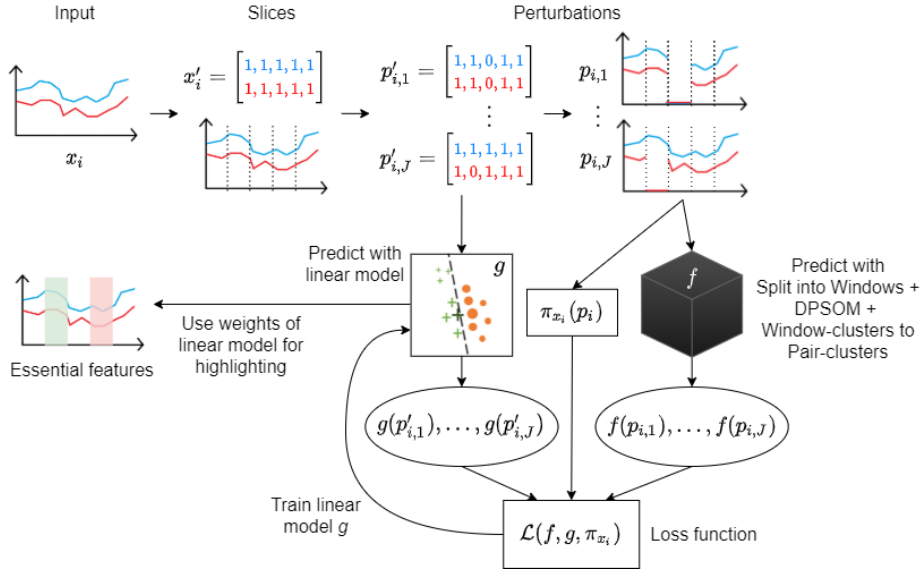 Input
Slices
Perturbations
x_i
x'_i = [1, 1, 1, 1, 1
1, 1, 1, 1, 1]
p'_{i,1} = [1, 1, 0, 1, 1
1, 1, 0, 1, 1]
⋮
p'_{i,J} = [1, 1, 1, 1, 1
1, 0, 1, 1, 1]
p_{i,1}
⋮
p_{i,J}
Predict with
linear model
g
π_{x_i}(p_i)
f
Predict with
Split into Windows +
DPSOM +
Window-clusters to
Pair-clusters
Use weights of
linear model for
highlighting
Essential features
g(p'_{i,1}), . . . , g(p'_{i,J})
f(p_{i,1}), . . . , f(p_{i,J})
Train linear
model g
L(f, g, π_{x_i})
Loss function